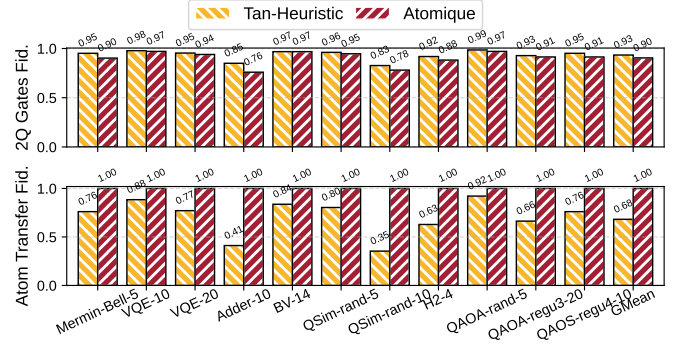 Tan-Heuristic Atomique
2Q Gates Fid.
1.0
0.5
0.0
0.95 0.90 0.98 0.97 0.95 0.94 0.85 0.76 0.97 0.97 0.96 0.95 0.83 0.78 0.92 0.88 0.99 0.97 0.93 0.91 0.95 0.91 0.93 0.90
Atom Transfer Fid.
1.0
0.5
0.0
0.76 1.00 0.88 1.00 0.77 1.00 0.41 1.00 0.84 1.00 0.80 1.00 0.35 1.00 0.63 1.00 0.92 1.00 0.66 1.00 0.76 1.00 0.68 1.00
Mermin-Bell-5 VQE-10 VQE-20 Adder-10 BV-14 QSim-rand-5 QSim-rand-10 H2-4 QAOA-rand-5 QAOA-regu3-20 QAOS-regu4-10 GMean